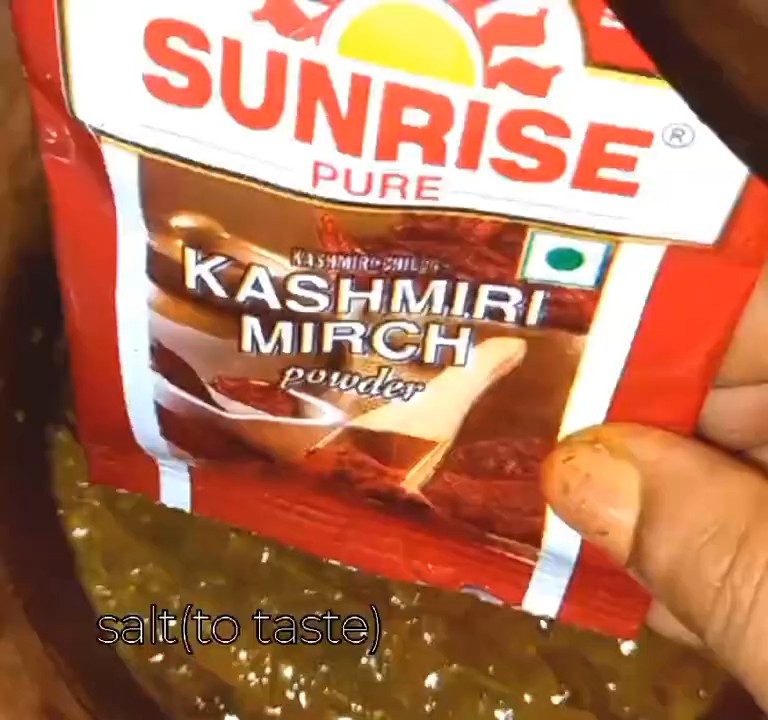 SUNRISE
®
PURE
KASHMIRI
MIRCH
powder
salt(to taste)